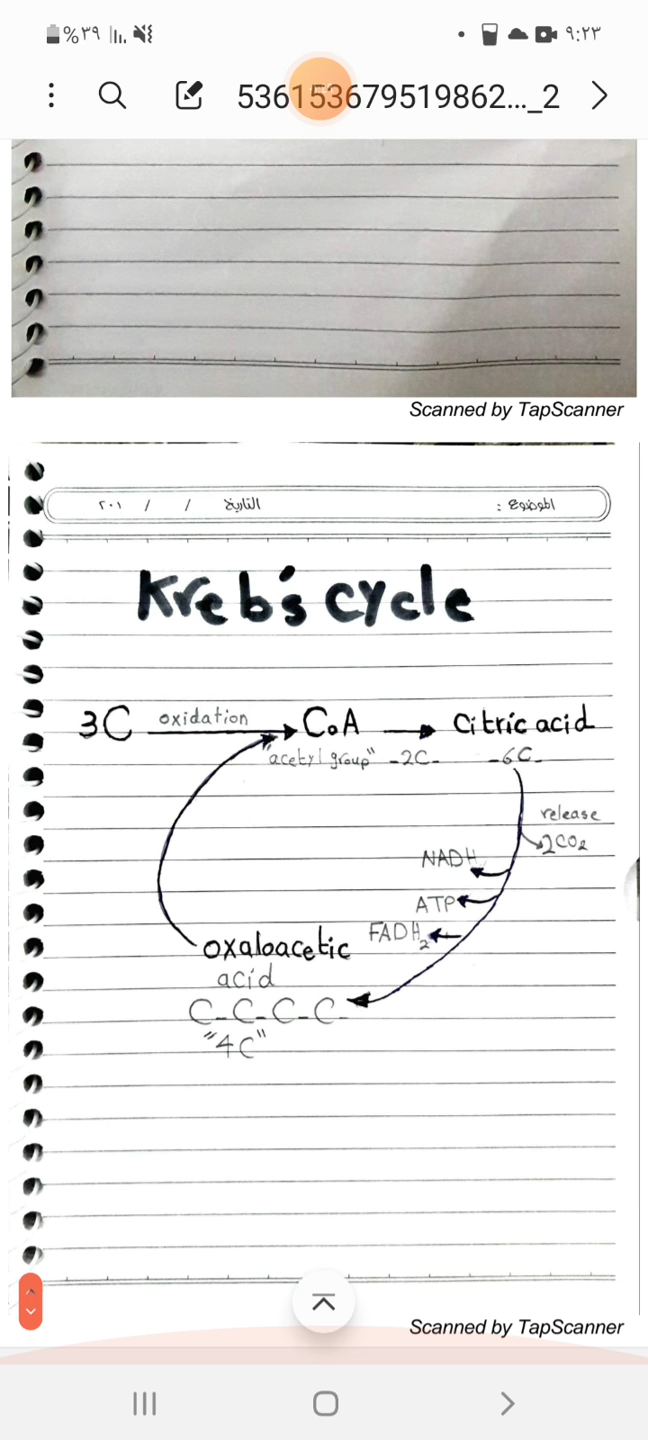 %٣٩
٩:٢٣
536153679519862..._2
Scanned by TapScanner
الموضوع :
التاريخ / / ٢٠١
Kreb's cycle
3C oxidation CoA Citric acid
"acetyl group" -2C- -6C-
release
2CO2
NADH
ATP
FADH2
oxaloacetic
acid
C-C-C-C-
"4C"
Scanned by TapScanner